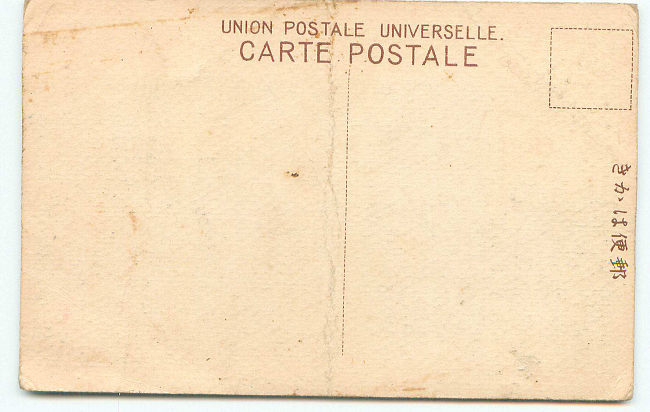 UNION POSTALE UNIVERSELLE.
CARTE POSTALE
きかは便郵